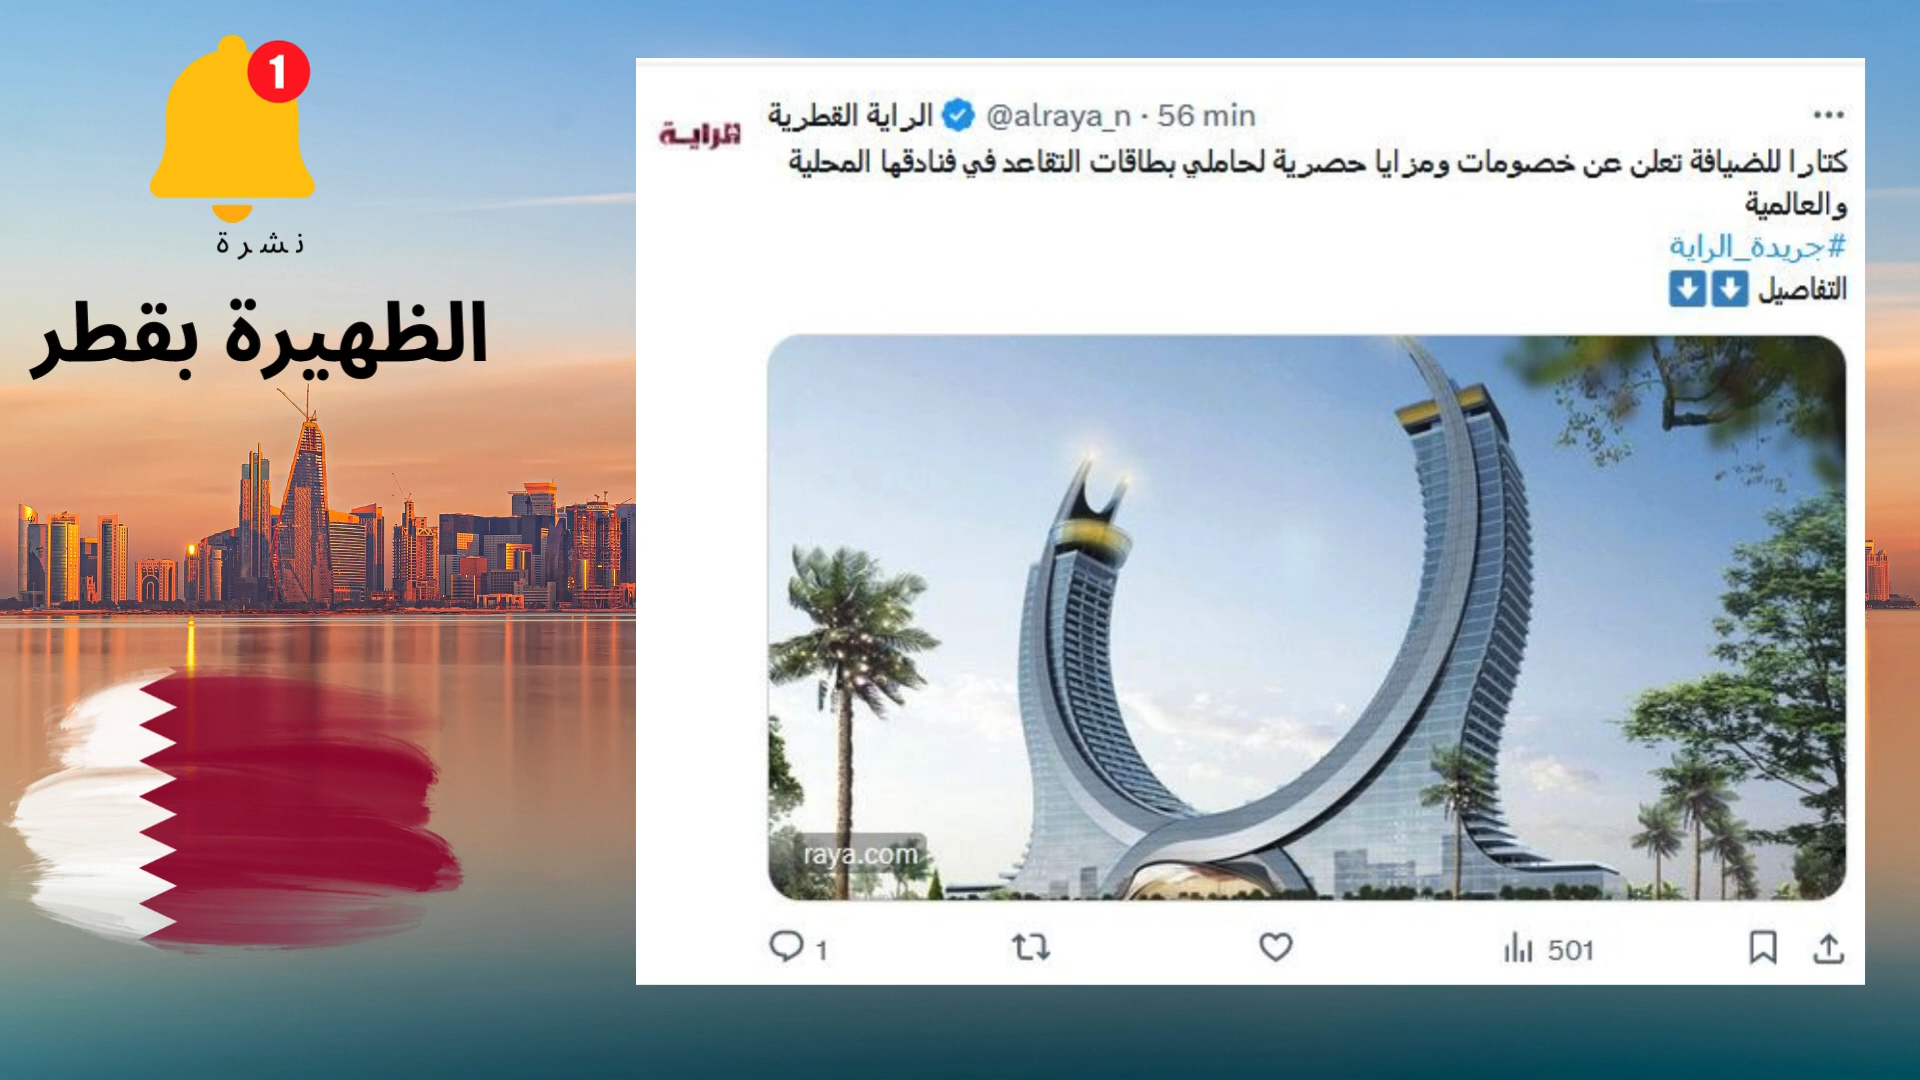 1
نشرة
الظهيرة بقطر
الراية
الراية القطرية @alraya_n · 56 min
كتارا للضيافة تعلن عن خصومات ومزايا حصرية لحاملي بطاقات التقاعد في فنادقها المحلية
والعالمية
#جريدة_الراية
التفاصيل
raya.com
1
501